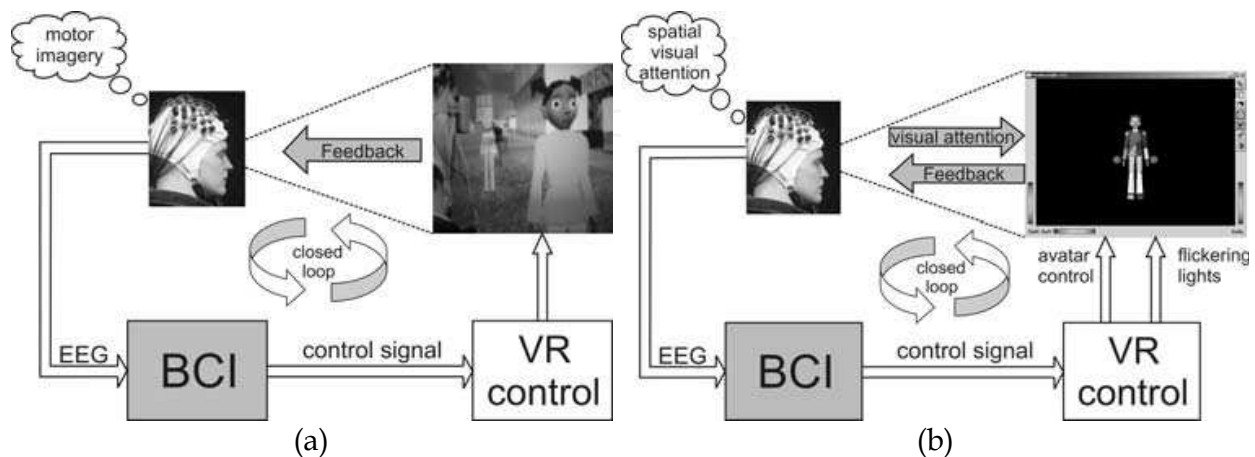 motor
imagery
Feedback
closed
loop
EEG
BCI
control signal
VR
control
(a)
spatial
visual
attention
visual attention
Feedback
avatar
control
flickering
lights
closed
loop
EEG
BCI
control signal
VR
control
(b)